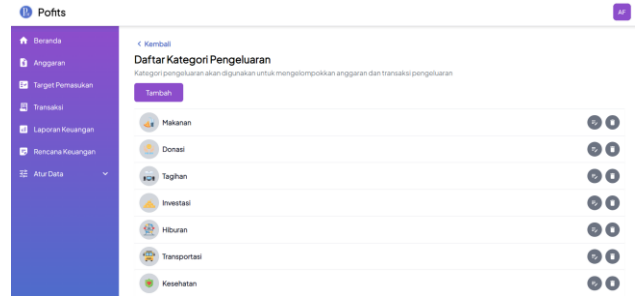 Pofits
AF
Beranda
Anggaran
Target Pemasukan
Transaksi
Laporan Keuangan
Rencana Keuangan
Atur Data
< Kembali
Daftar Kategori Pengeluaran
Kategori pengeluaran akan digunakan untuk mengelompokkan anggaran dan transaksi pengeluaran
Tambah
Makanan
Donasi
Tagihan
Investasi
Hiburan
Transportasi
Kesehatan